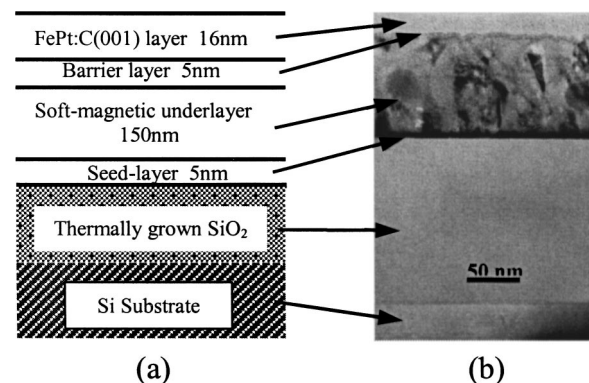 FePt:C(001) layer 16nm
Barrier layer 5nm
Soft-magnetic underlayer
150nm
Seed-layer 5nm
Thermally grown SiO₂
Si Substrate
50 nm
(a)
(b)